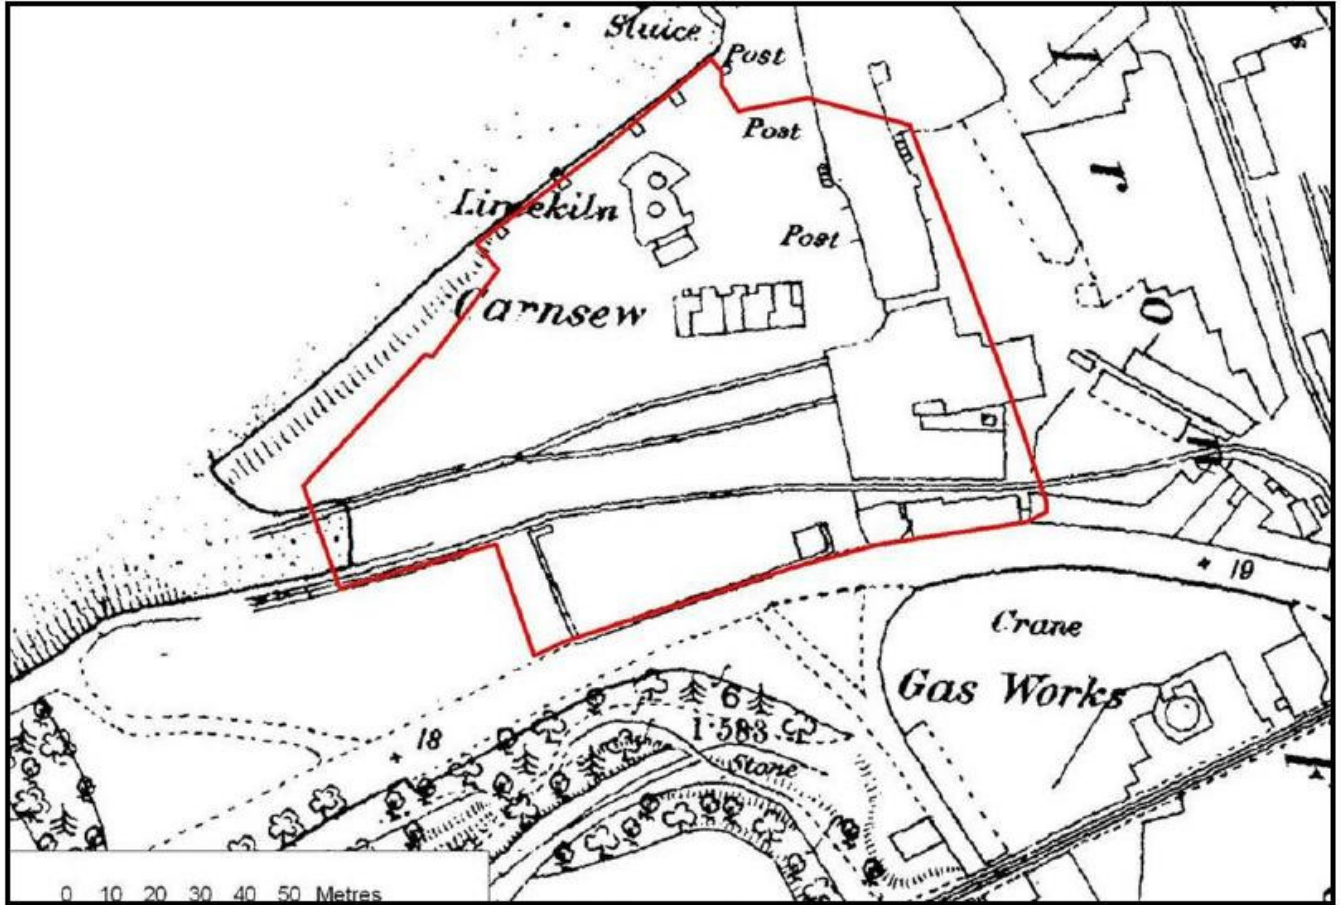 Sluice
Post
Post
Limekiln
Post
Carnsew
19
Crane
Gas Works
6
1·583
18
Stone
0 10 20 30 40 50 Metres